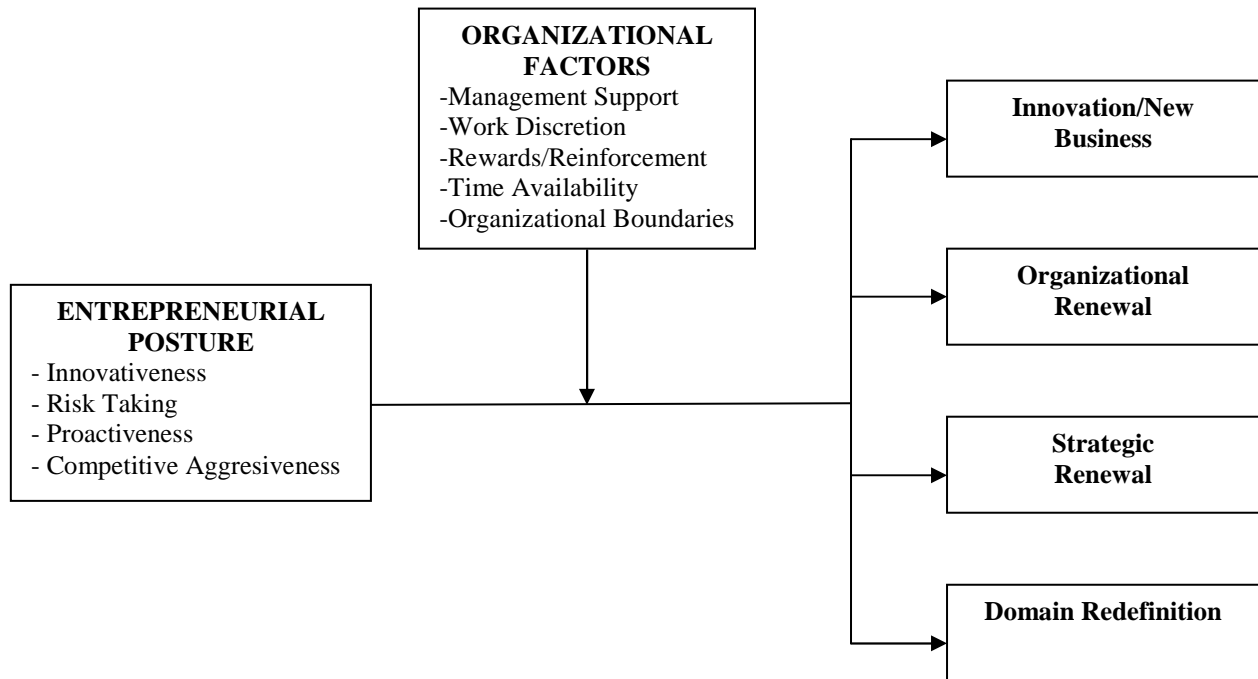 ORGANIZATIONAL
FACTORS
-Management Support
-Work Discretion
-Rewards/Reinforcement
-Time Availability
-Organizational Boundaries
ENTREPRENEURIAL
POSTURE
- Innovativeness
- Risk Taking
- Proactiveness
- Competitive Aggresiveness
Innovation/New
Business
Organizational
Renewal
Strategic
Renewal
Domain Redefinition